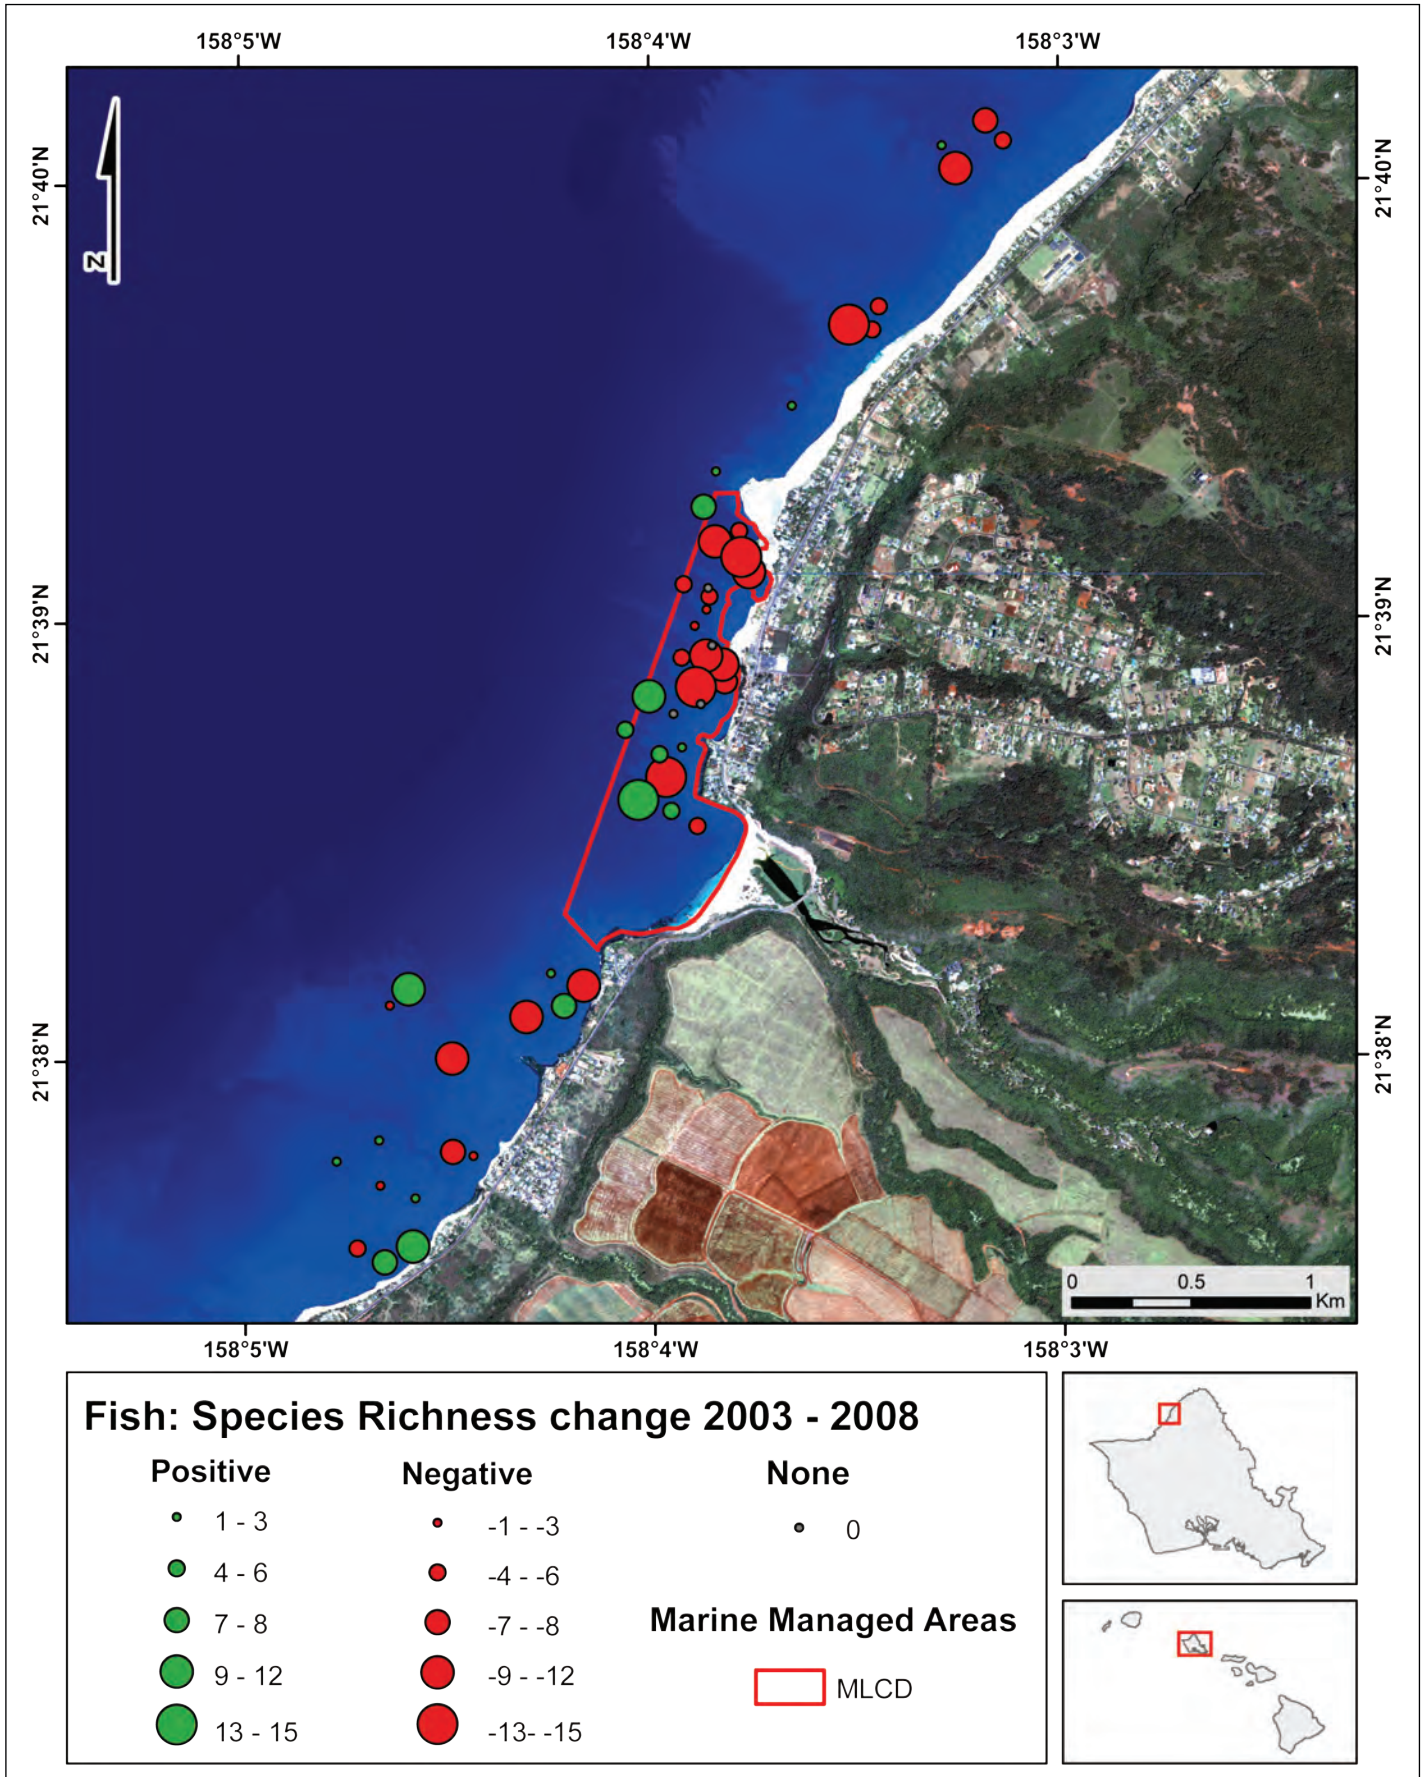 158°5'W 158°4'W 158°3'W
21°40'N 21°40'N
N
21°39'N 21°39'N
21°38'N 21°38'N
0 0.5 1
Km
158°5'W 158°4'W 158°3'W
Fish: Species Richness change 2003 - 2008
Positive Negative None
1 - 3 -1 - -3 0
4 - 6 -4 - -6
7 - 8 -7 - -8 Marine Managed Areas
9 - 12 -9 - -12 MLCD
13 - 15 -13- -15